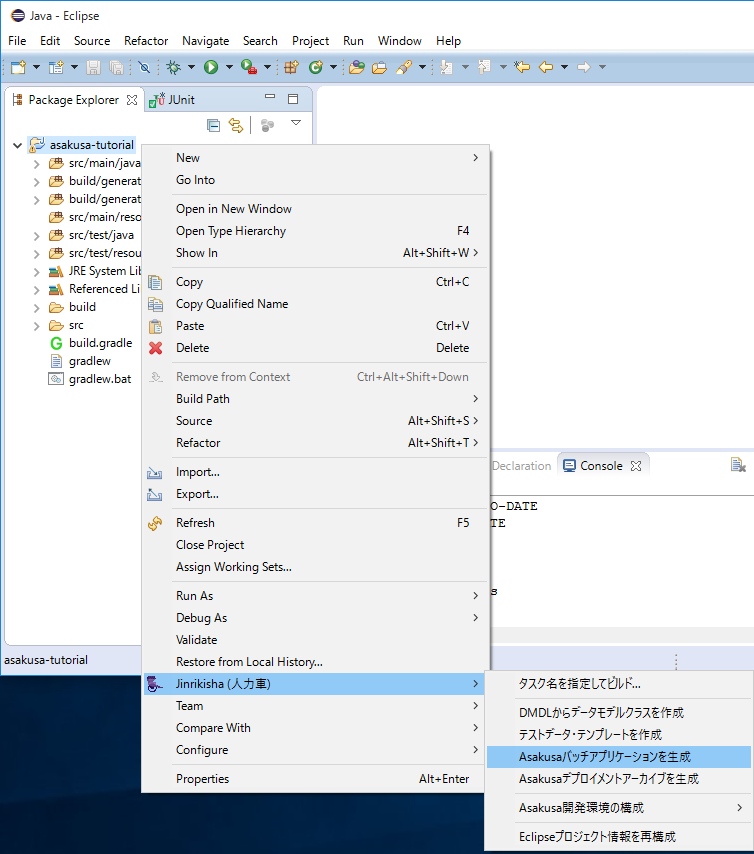 Java - Eclipse
File Edit Source Refactor Navigate Search Project Run Window Help
Package Explorer
JUnit
asakusa-tutorial
src/main/java
build/generat
build/generat
src/main/reso
src/test/java
src/test/resou
JRE System Lib
Referenced Li
build
src
build.gradle
gradlew
gradlew.bat
New
Go Into
Open in New Window
Open Type Hierarchy F4
Show In Alt+Shift+W
Copy Ctrl+C
Copy Qualified Name
Paste Ctrl+V
Delete Delete
Remove from Context Ctrl+Alt+Shift+Down
Build Path
Source Alt+Shift+S
Refactor Alt+Shift+T
Import...
Export...
Refresh F5
Close Project
Assign Working Sets...
Run As
Debug As
Validate
Restore from Local History...
Jinrikisha (人力車)
Team
Compare With
Configure
Properties Alt+Enter
Declaration
Console
O-DATE
TE
s
asakusa-tutorial
タスク名を指定してビルド...
DMDLからデータモデルクラスを作成
テストデータ・テンプレートを作成
Asakusaバッチアプリケーションを生成
Asakusaデプロイメントアーカイブを生成
Asakusa開発環境の構成
Eclipseプロジェクト情報を再構成